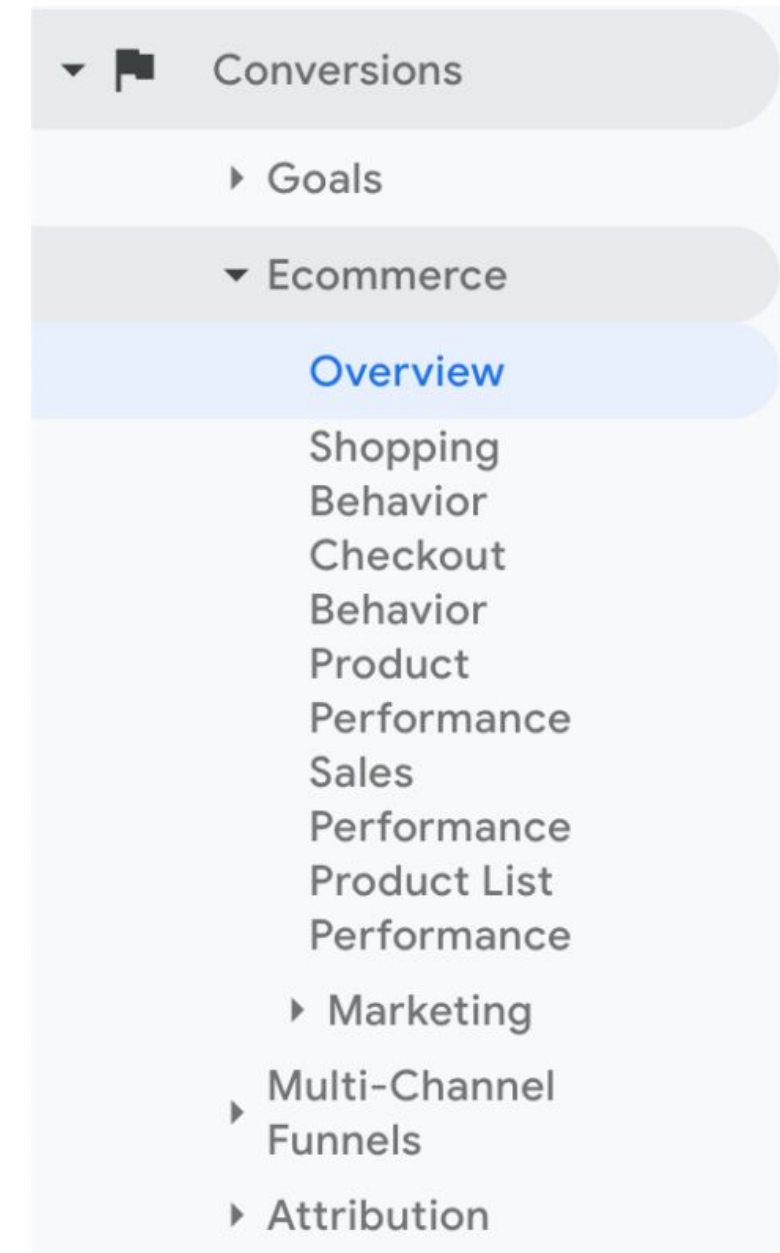 Conversions
Goals
Ecommerce
Overview
Shopping
Behavior
Checkout
Behavior
Product
Performance
Sales
Performance
Product List
Performance
Marketing
Multi-Channel
Funnels
Attribution